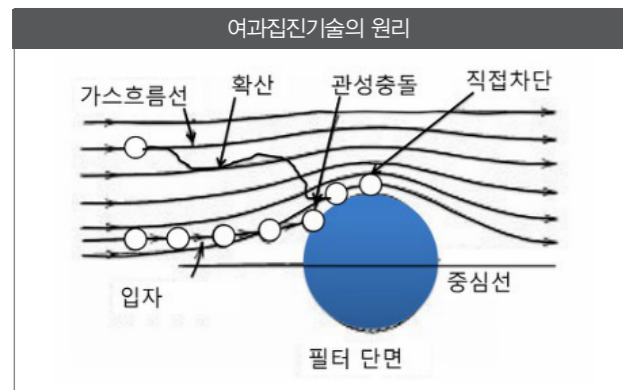 여과집진기술의 원리
가스흐름선
확산
관성충돌
직접차단
입자
중심선
필터 단면